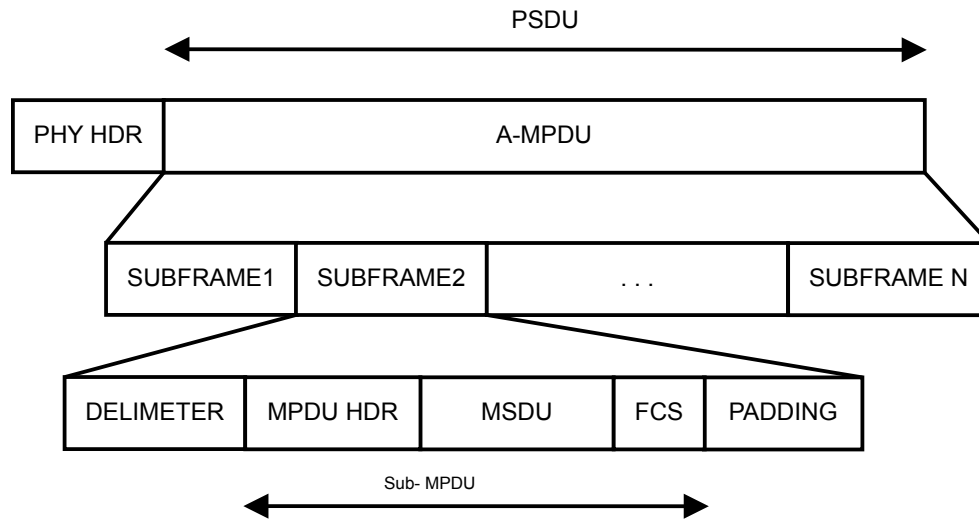 PSDU
PHY HDR A-MPDU
SUBFRAME1 SUBFRAME2 . . . SUBFRAME N
DELIMETER MPDU HDR MSDU FCS PADDING
Sub- MPDU